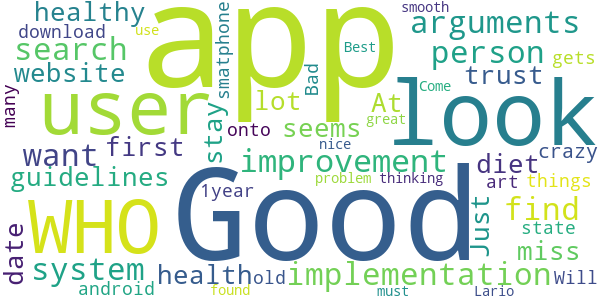 healthy app smooth arguments
download use Best person
search smatphone Bad Come look gets
website user lot At trust
many stay onto seems great nice crazy
want first improvement diet
guidelines 1year problem thinking art things
WHO Good Just find
date state
system miss
health old implementation Will
android found must Lario